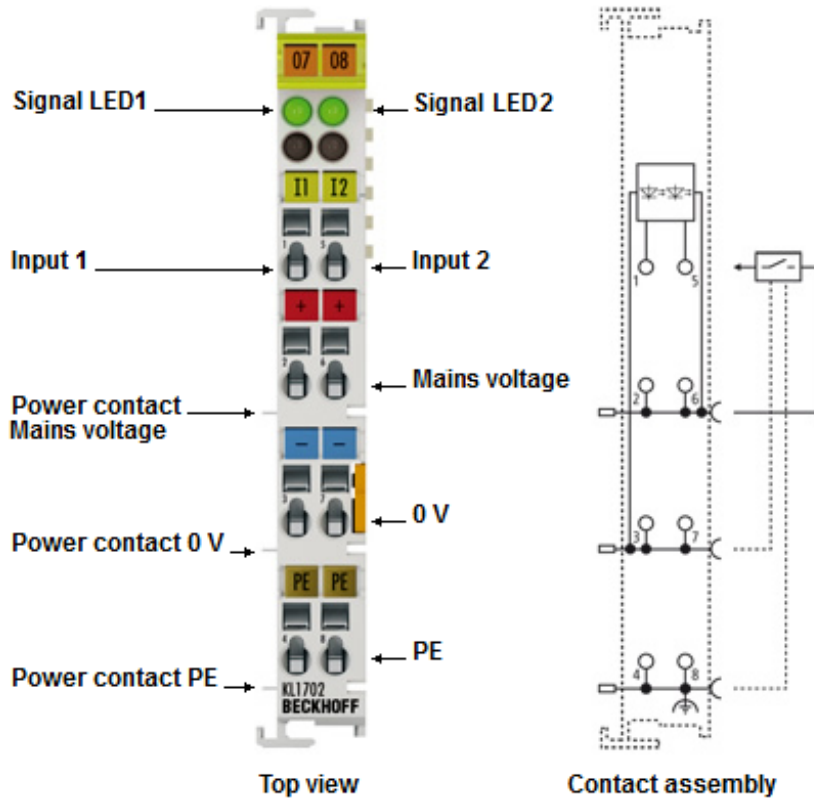 07 08
Signal LED1
Signal LED2
I1 I2
1 5
Input 1
Input 2
+ +
2 6
Mains voltage
Power contact
Mains voltage
− −
3 7
0 V
Power contact 0 V
PE PE
4 8
PE
Power contact PE
KL1702
BECKHOFF
Top view
1 5
2 6
3 7
4 8
Contact assembly